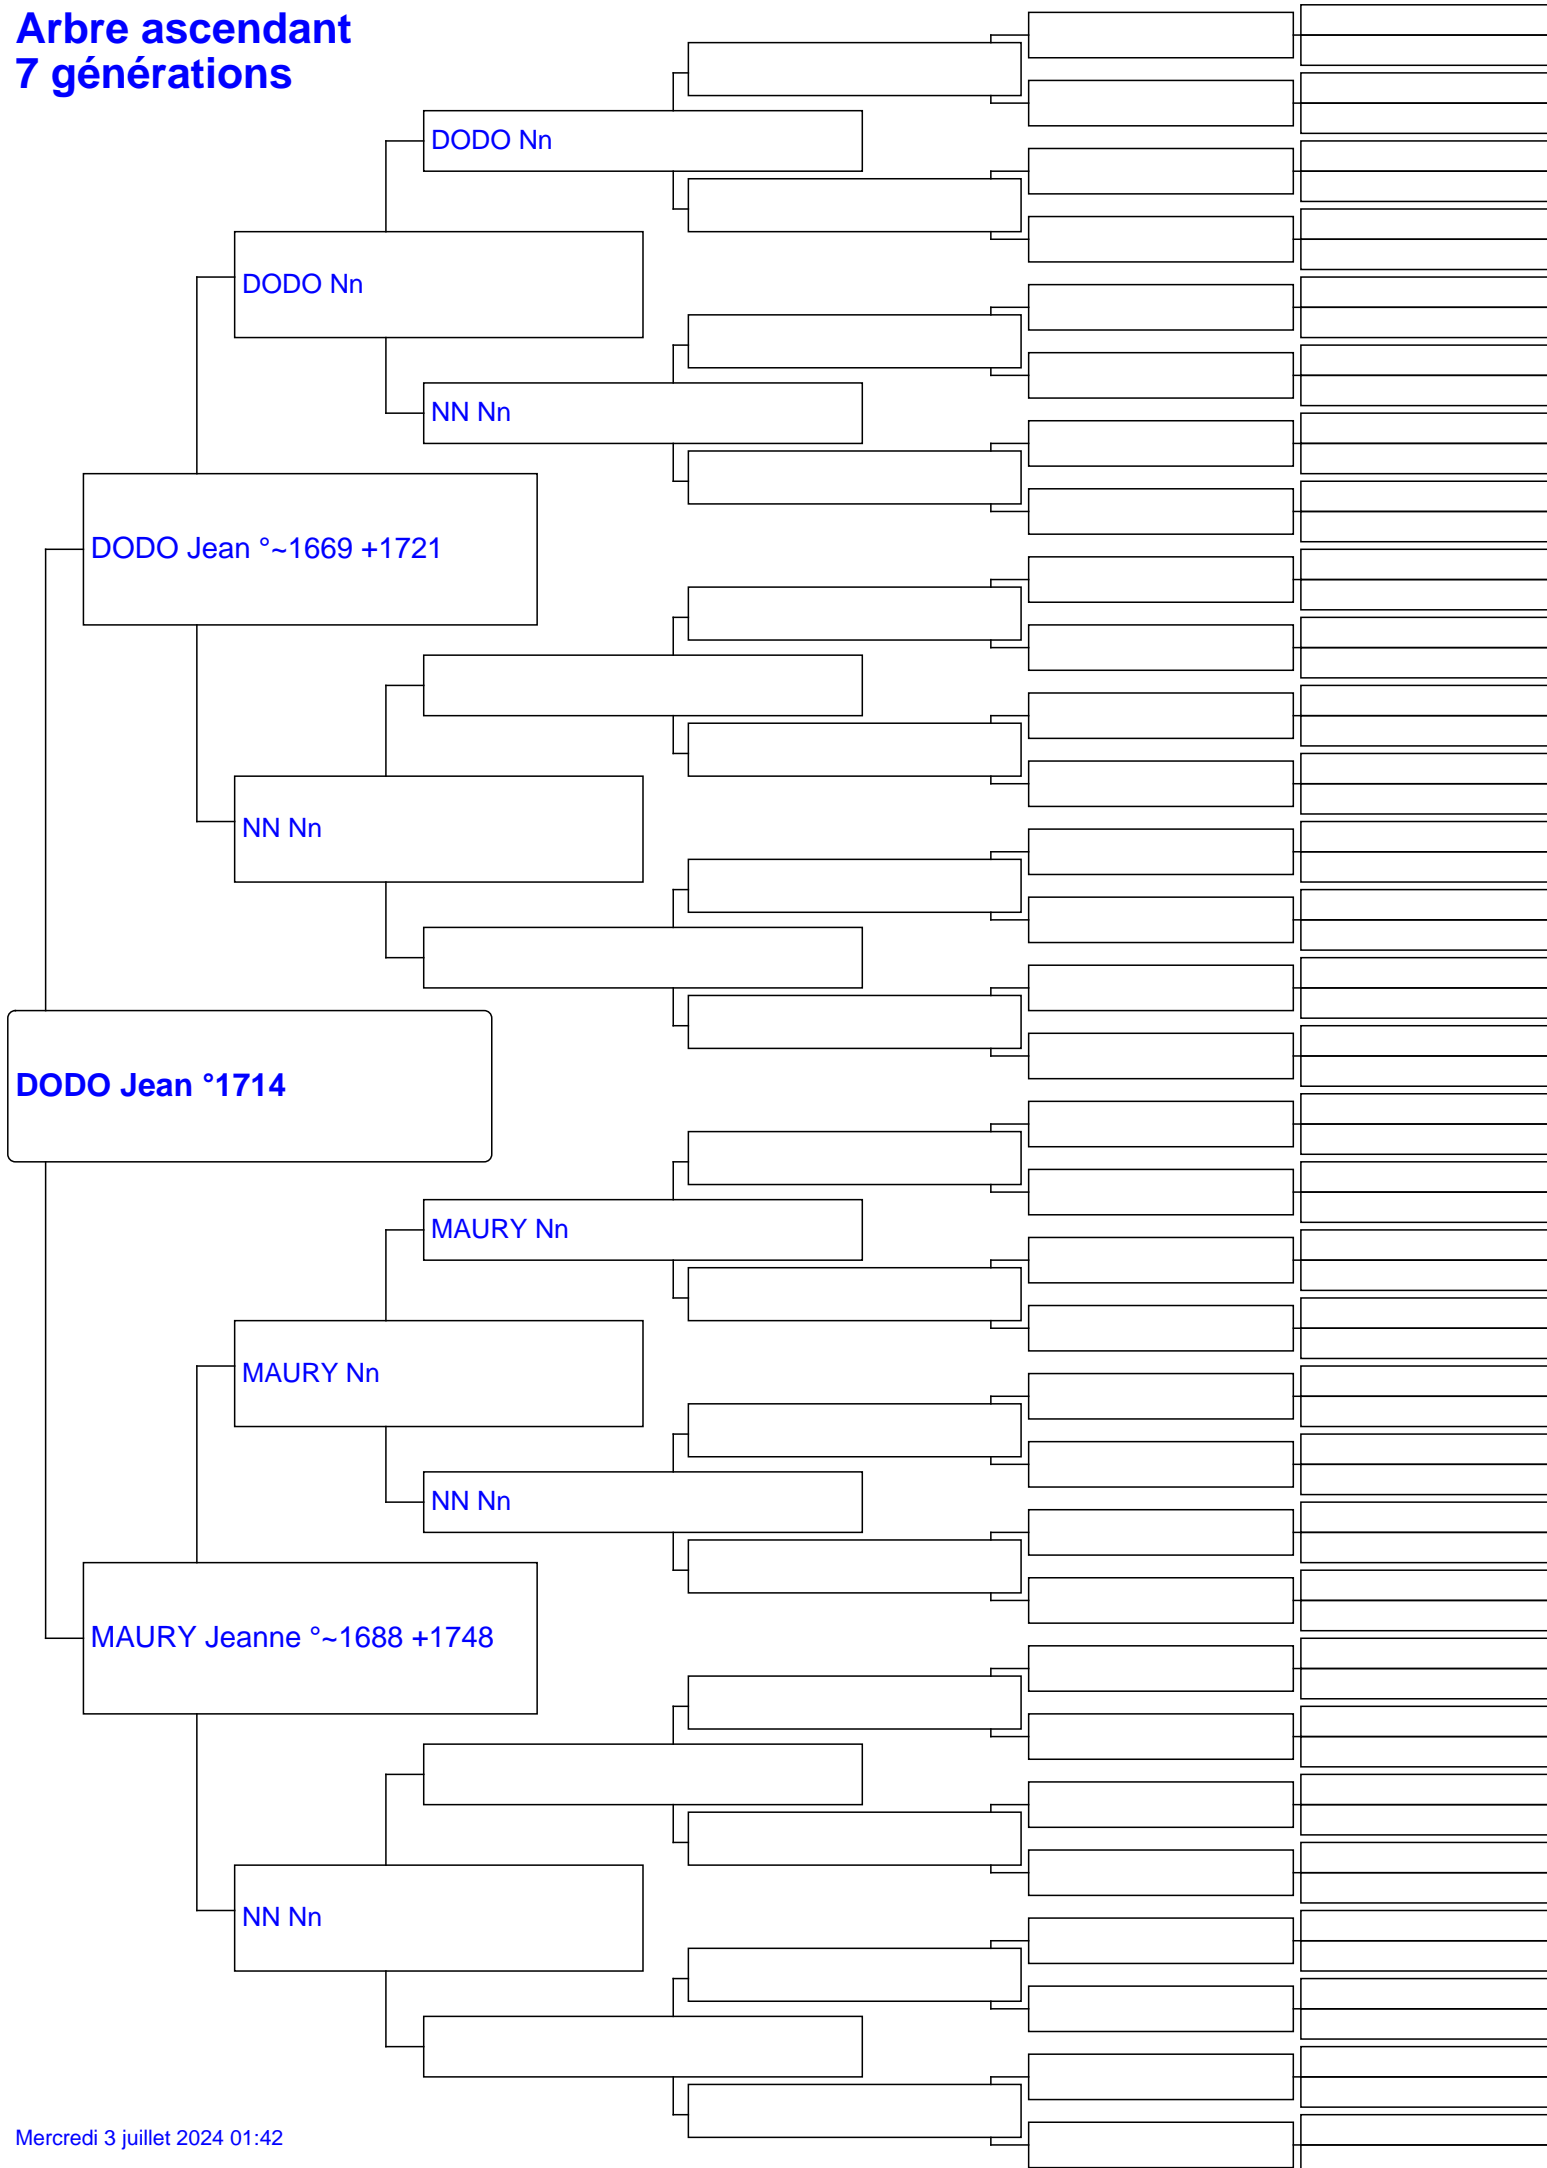 Arbre ascendant
7 générations
DODO Nn
DODO Nn
NN Nn
DODO Jean °~1669 +1721
NN Nn
DODO Jean °1714
MAURY Nn
MAURY Nn
NN Nn
MAURY Jeanne °~1688 +1748
NN Nn
Mercredi 3 juillet 2024 01:42